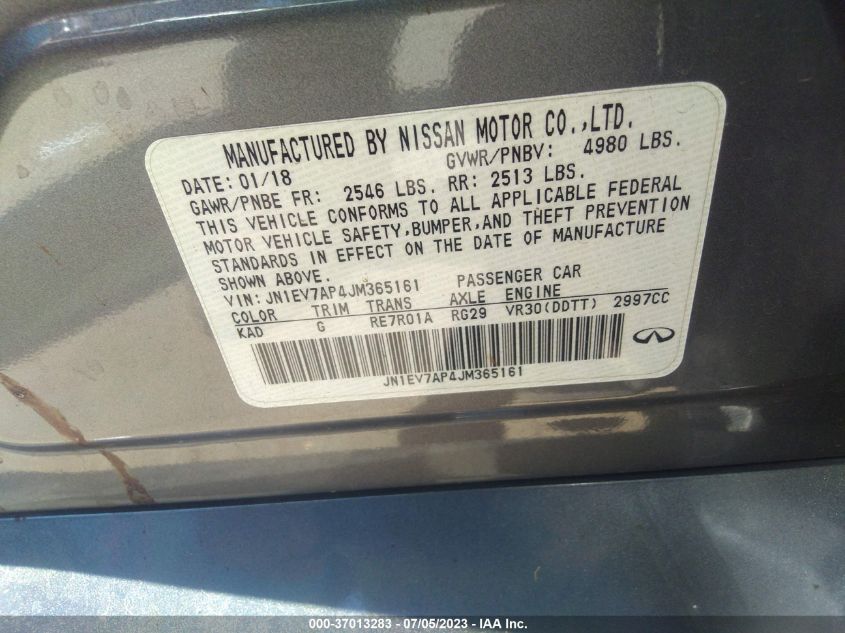 MANUFACTURED BY NISSAN MOTOR CO.,LTD.
DATE: 01/18 GVWR/PNBV: 4980 LBS.
GAWR/PNBE FR: 2546 LBS. RR: 2513 LBS.
THIS VEHICLE CONFORMS TO ALL APPLICABLE FEDERAL
MOTOR VEHICLE SAFETY,BUMPER,AND THEFT PREVENTION
STANDARDS IN EFFECT ON THE DATE OF MANUFACTURE
SHOWN ABOVE.
VIN: JN1EV7AP4JM365161 PASSENGER CAR
COLOR TRIM TRANS AXLE ENGINE
KAD G RE7R01A RG29 VR30(DDTT) 2997CC
JN1EV7AP4JM365161
000-37013283 - 07/05/2023 - IAA Inc.